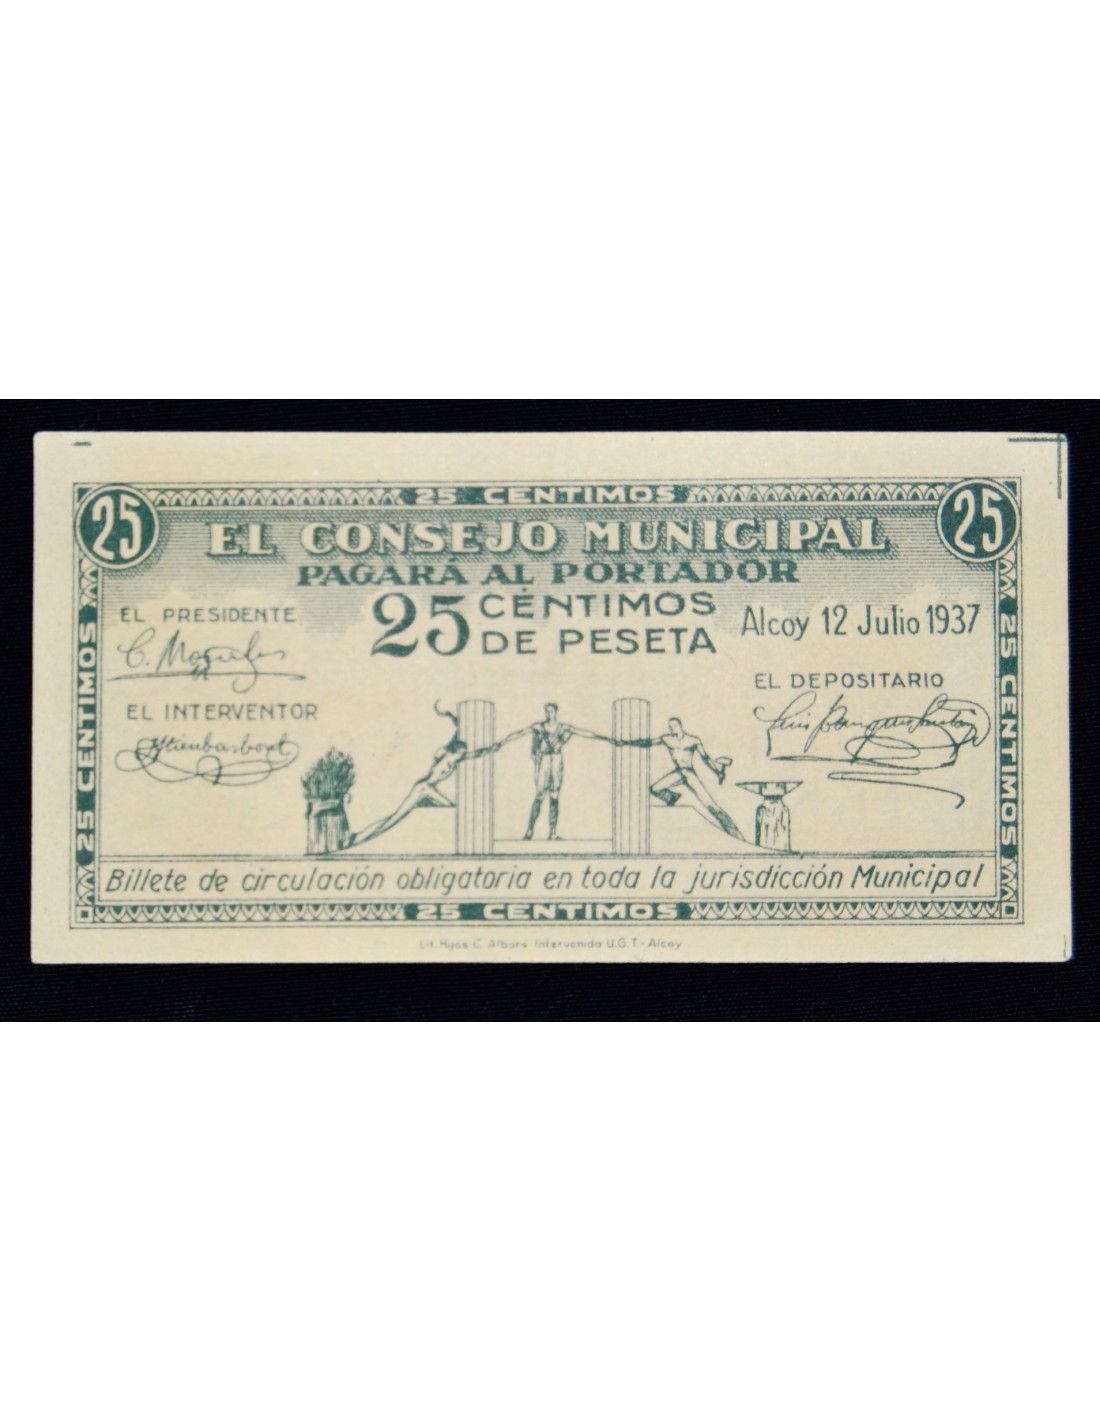 25 CENTIMOS
25
25
EL CONSEJO MUNICIPAL
PAGARÁ AL PORTADOR
25 CÉNTIMOS
DE PESETA
Alcoy 12 Julio 1937
EL PRESIDENTE
EL INTERVENTOR
EL DEPOSITARIO
25 CENTIMOS
25 CENTIMOS
Billete de circulación obligatoria en toda la jurisdicción Municipal
25 CENTIMOS
Lit. Hijos C. Albors - Intervenida U.G.T. - Alcoy